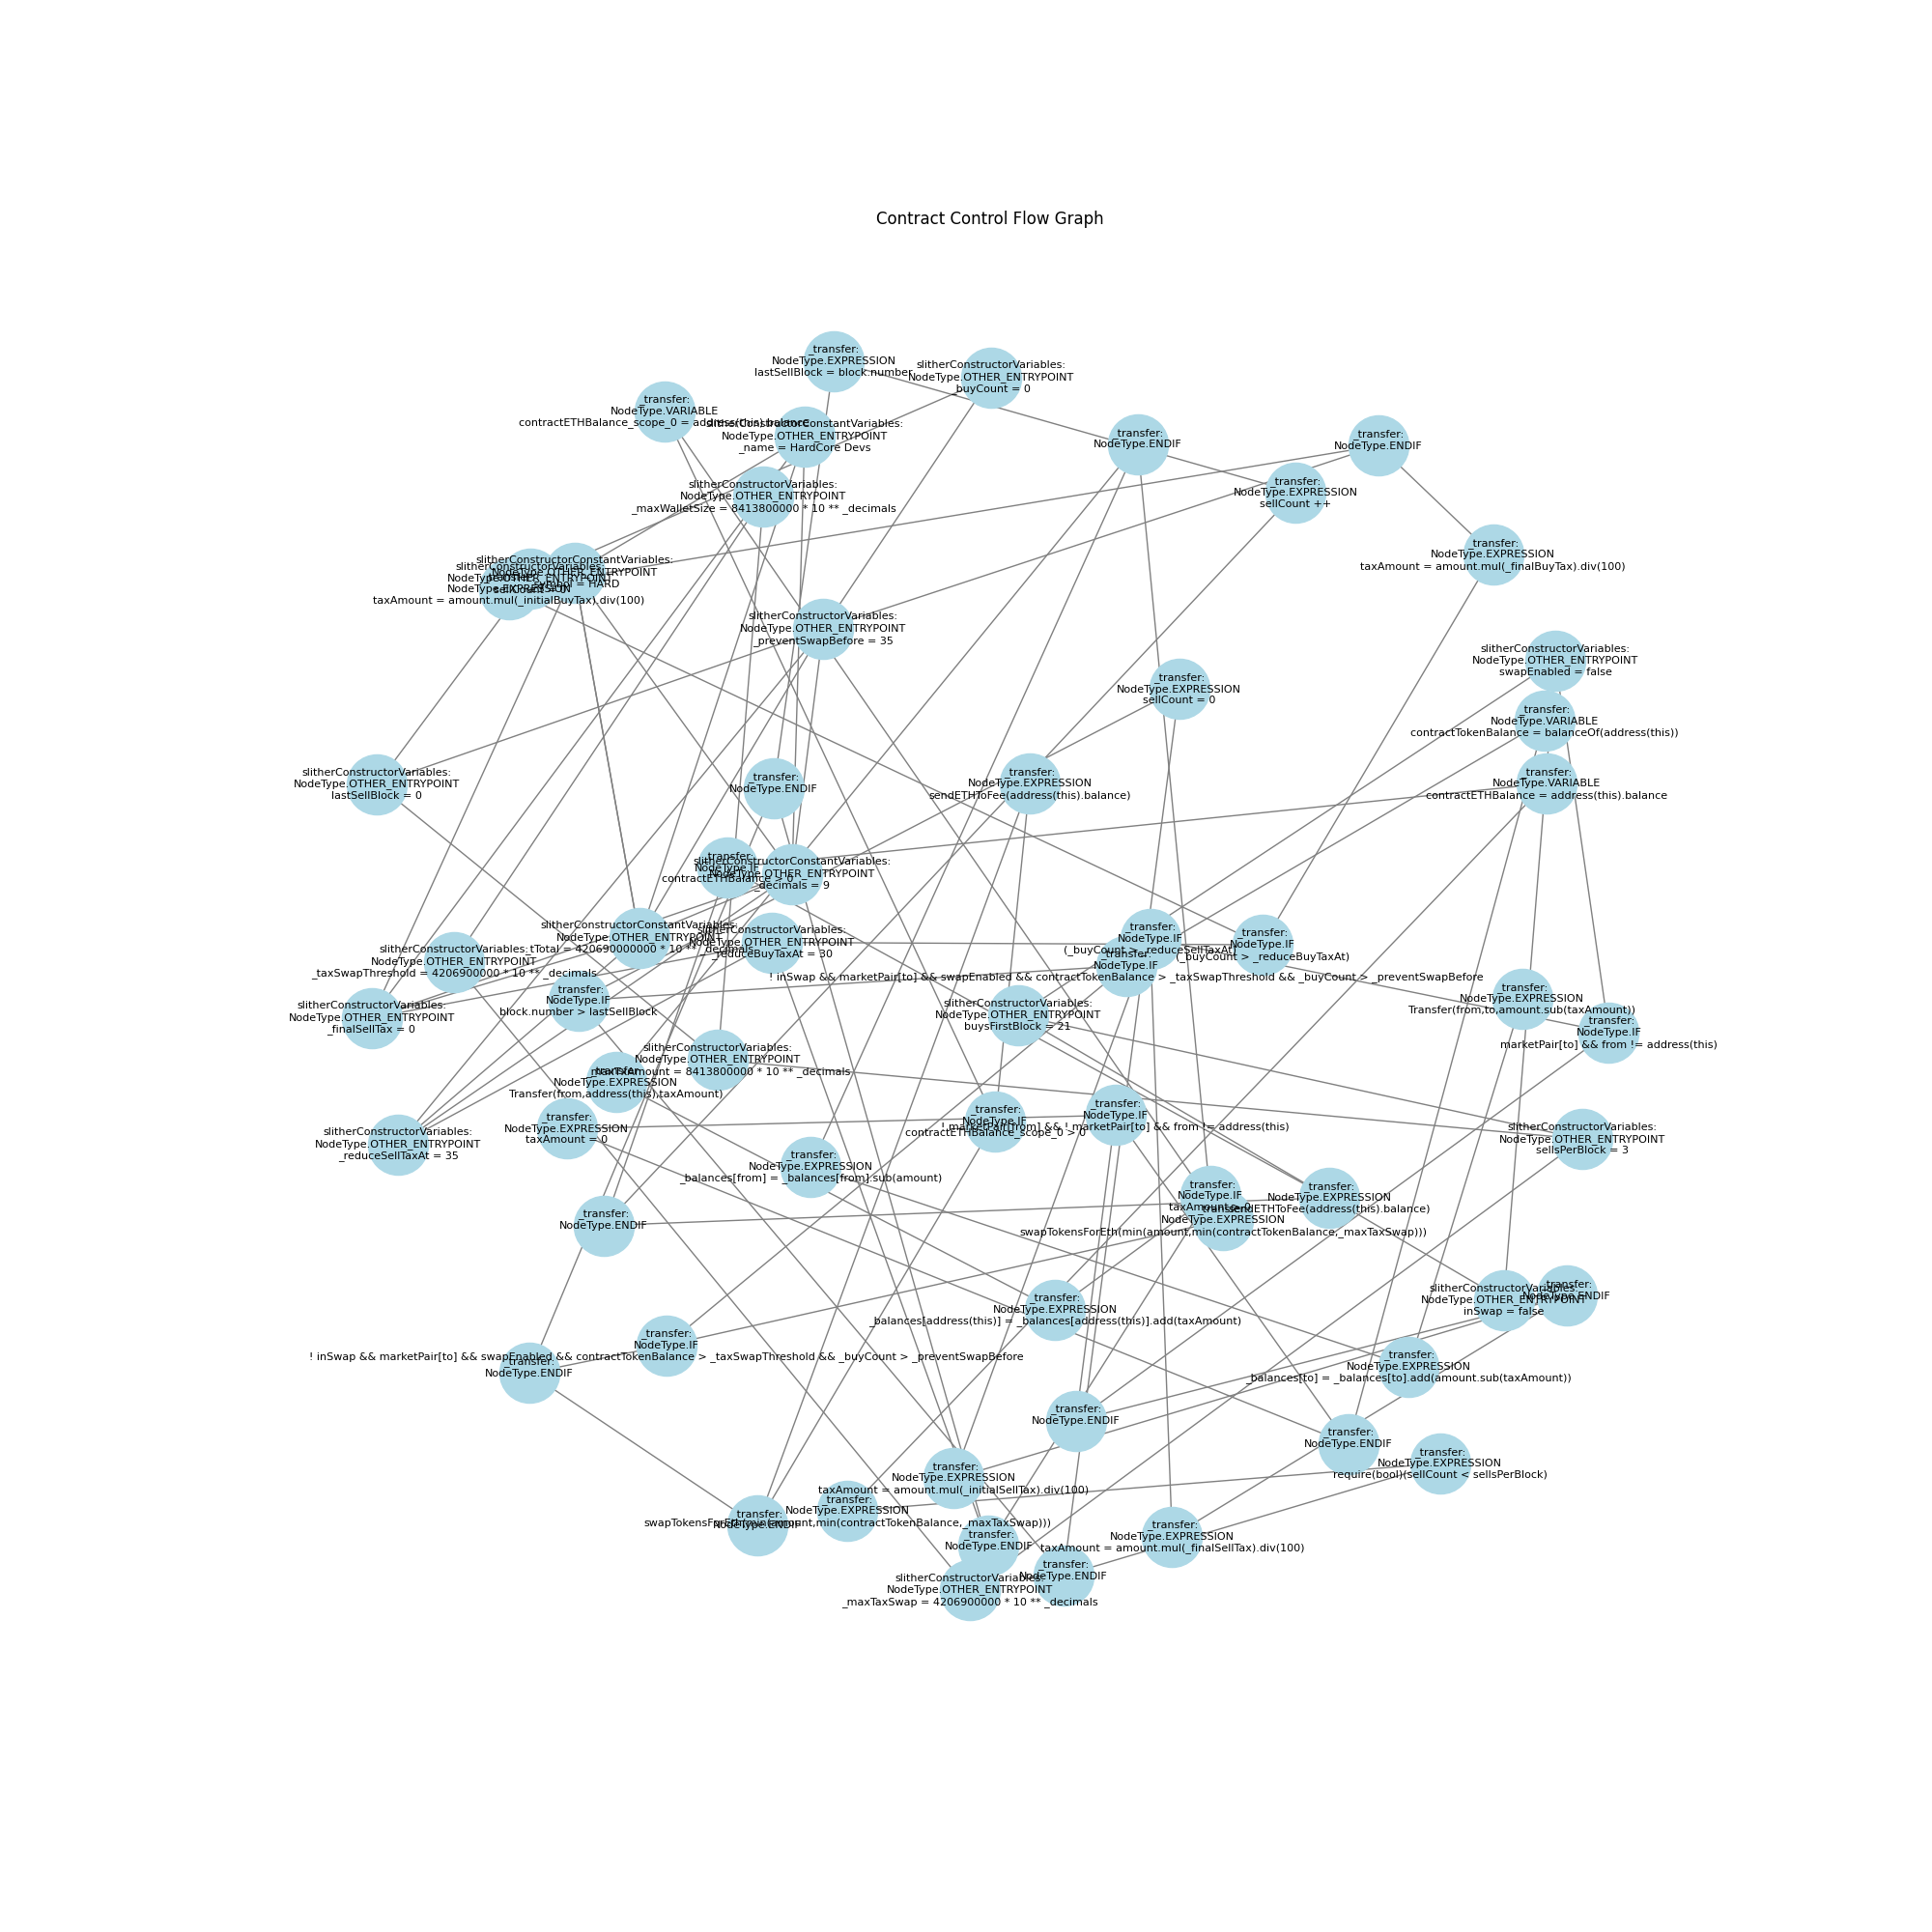 Contract Control Flow Graph
_transfer:
NodeType.EXPRESSION
lastSellBlock = block.number
slitherConstructorVariables:
NodeType.OTHER_ENTRYPOINT
_buyCount = 0
_transfer:
NodeType.VARIABLE
contractETHBalance_scope_0 = address(this).balance
slitherConstructorConstantVariables:
NodeType.OTHER_ENTRYPOINT
_name = HardCore Devs
_transfer:
NodeType.ENDIF
_transfer:
NodeType.ENDIF
slitherConstructorVariables:
NodeType.OTHER_ENTRYPOINT
_maxWalletSize = 8413800000 * 10 ** _decimals
_transfer:
NodeType.EXPRESSION
sellCount ++
_transfer:
NodeType.EXPRESSION
taxAmount = amount.mul(_finalBuyTax).div(100)
slitherConstructorConstantVariables:
NodeType.OTHER_ENTRYPOINT
_symbol = HARD
slitherConstructorVariables:
NodeType.OTHER_ENTRYPOINT
sellCount = 0
_transfer:
NodeType.EXPRESSION
taxAmount = amount.mul(_initialBuyTax).div(100)
slitherConstructorVariables:
NodeType.OTHER_ENTRYPOINT
_preventSwapBefore = 35
slitherConstructorVariables:
NodeType.OTHER_ENTRYPOINT
swapEnabled = false
_transfer:
NodeType.EXPRESSION
sellCount = 0
_transfer:
NodeType.VARIABLE
contractTokenBalance = balanceOf(address(this))
slitherConstructorVariables:
NodeType.OTHER_ENTRYPOINT
lastSellBlock = 0
_transfer:
NodeType.ENDIF
_transfer:
NodeType.EXPRESSION
sendETHToFee(address(this).balance)
_transfer:
NodeType.VARIABLE
contractETHBalance = address(this).balance
_transfer:
NodeType.IF
contractETHBalance > 0
slitherConstructorConstantVariables:
NodeType.OTHER_ENTRYPOINT
_decimals = 9
slitherConstructorConstantVariables:
NodeType.OTHER_ENTRYPOINT
_tTotal = 420690000000 * 10 ** _decimals
slitherConstructorVariables:
NodeType.OTHER_ENTRYPOINT
_reduceBuyTaxAt = 30
_transfer:
NodeType.IF
(_buyCount > _reduceSellTaxAt)
_transfer:
NodeType.IF
(_buyCount > _reduceBuyTaxAt)
slitherConstructorVariables:
NodeType.OTHER_ENTRYPOINT
_taxSwapThreshold = 4206900000 * 10 ** _decimals
_transfer:
NodeType.IF
! inSwap && marketPair[to] && swapEnabled && contractTokenBalance > _taxSwapThreshold && _buyCount > _preventSwapBefore
_transfer:
NodeType.IF
block.number > lastSellBlock
_transfer:
NodeType.EXPRESSION
Transfer(from,to,amount.sub(taxAmount))
slitherConstructorVariables:
NodeType.OTHER_ENTRYPOINT
_finalSellTax = 0
slitherConstructorVariables:
NodeType.OTHER_ENTRYPOINT
buysFirstBlock = 21
_transfer:
NodeType.IF
marketPair[to] && from != address(this)
slitherConstructorVariables:
NodeType.OTHER_ENTRYPOINT
_maxTxAmount = 8413800000 * 10 ** _decimals
_transfer:
NodeType.EXPRESSION
Transfer(from,address(this),taxAmount)
_transfer:
NodeType.EXPRESSION
taxAmount = 0
_transfer:
NodeType.IF
contractETHBalance_scope_0 > 0
_transfer:
NodeType.IF
! marketPair[from] && ! marketPair[to] && from != address(this)
slitherConstructorVariables:
NodeType.OTHER_ENTRYPOINT
_reduceSellTaxAt = 35
slitherConstructorVariables:
NodeType.OTHER_ENTRYPOINT
sellsPerBlock = 3
_transfer:
NodeType.EXPRESSION
_balances[from] = _balances[from].sub(amount)
_transfer:
NodeType.IF
taxAmount > 0
_transfer:
NodeType.EXPRESSION
sendETHToFee(address(this).balance)
_transfer:
NodeType.EXPRESSION
swapTokensForEth(min(amount,min(contractTokenBalance,_maxTaxSwap)))
_transfer:
NodeType.ENDIF
_transfer:
NodeType.EXPRESSION
_balances[address(this)] = _balances[address(this)].add(taxAmount)
slitherConstructorVariables:
NodeType.OTHER_ENTRYPOINT
inSwap = false
_transfer:
NodeType.ENDIF
_transfer:
NodeType.IF
! inSwap && marketPair[to] && swapEnabled && contractTokenBalance > _taxSwapThreshold && _buyCount > _preventSwapBefore
_transfer:
NodeType.ENDIF
_transfer:
NodeType.EXPRESSION
_balances[to] = _balances[to].add(amount.sub(taxAmount))
_transfer:
NodeType.ENDIF
_transfer:
NodeType.ENDIF
_transfer:
NodeType.EXPRESSION
require(bool)(sellCount < sellsPerBlock)
_transfer:
NodeType.EXPRESSION
taxAmount = amount.mul(_initialSellTax).div(100)
_transfer:
NodeType.EXPRESSION
swapTokensForEth(min(amount,min(contractTokenBalance,_maxTaxSwap)))
_transfer:
NodeType.ENDIF
_transfer:
NodeType.ENDIF
_transfer:
NodeType.EXPRESSION
taxAmount = amount.mul(_finalSellTax).div(100)
_transfer:
NodeType.ENDIF
slitherConstructorVariables:
NodeType.OTHER_ENTRYPOINT
_maxTaxSwap = 4206900000 * 10 ** _decimals